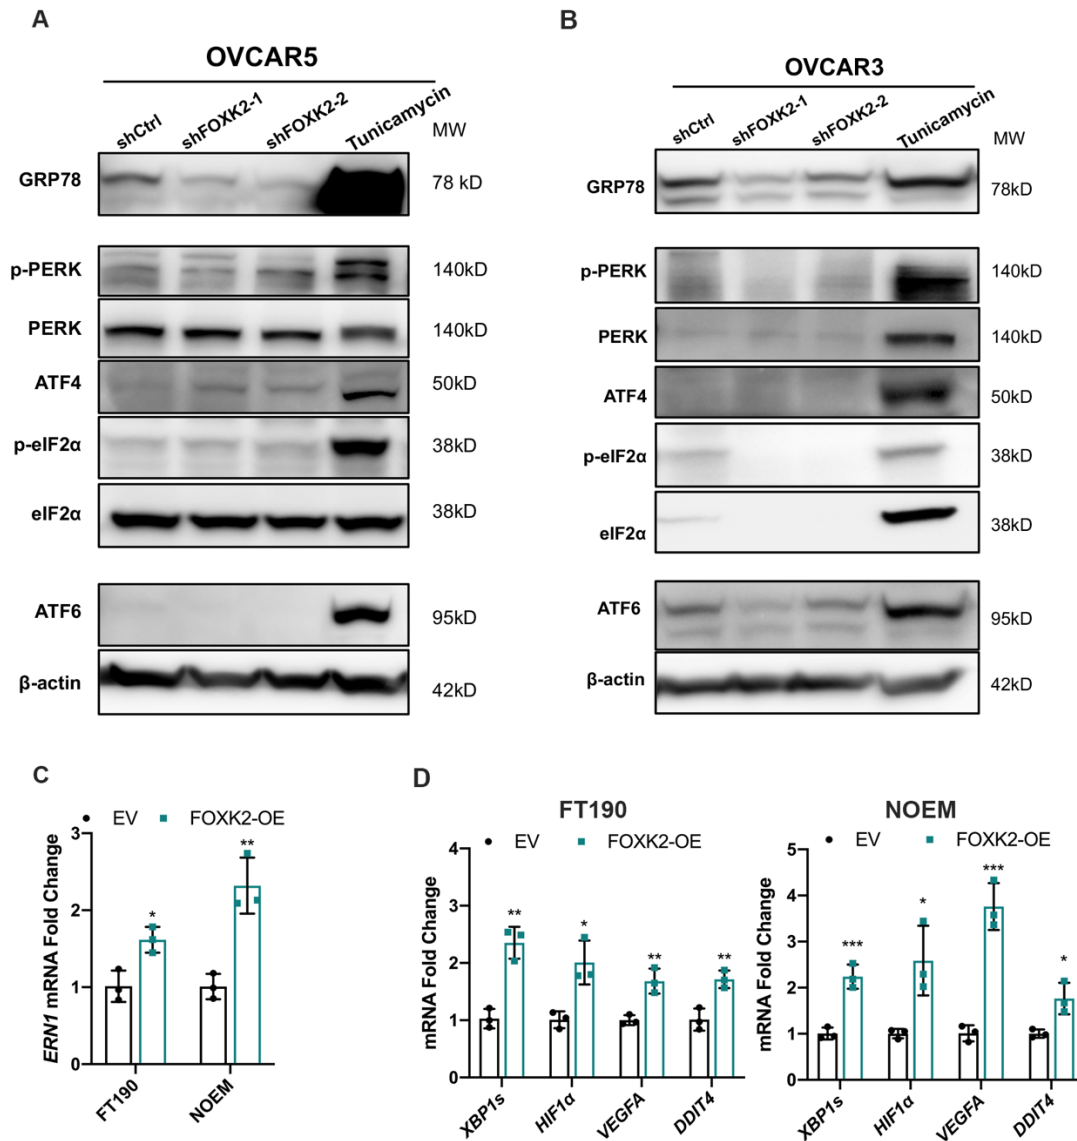 A
OVCAR5
shCtrl
shFOXK2-1
shFOXK2-2
Tunicamycin
MW
GRP78
78 kD
p-PERK
140kD
PERK
140kD
ATF4
50kD
p-eIF2α
38kD
eIF2α
38kD
ATF6
95kD
β-actin
42kD
B
OVCAR3
shCtrl
shFOXK2-1
shFOXK2-2
Tunicamycin
MW
GRP78
78kD
p-PERK
140kD
PERK
140kD
ATF4
50kD
p-eIF2α
38kD
eIF2α
38kD
ATF6
95kD
β-actin
42kD
C
EV
FOXK2-OE
ERN1 mRNA Fold Change
3
2
1
0
*
**
FT190
NOEM
D
FT190
EV
FOXK2-OE
mRNA Fold Change
4
3
2
1
0
**
*
**
**
XBP1s
HIF1α
VEGFA
DDIT4
NOEM
EV
FOXK2-OE
mRNA Fold Change
5
4
3
2
1
0
***
*
***
*
XBP1s
HIF1α
VEGFA
DDIT4